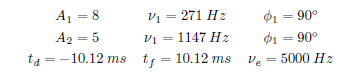 A₁ = 8 ν₁ = 271 Hz ϕ₁ = 90°
A₂ = 5 ν₁ = 1147 Hz ϕ₁ = 90°
t_d = −10.12 ms t_f = 10.12 ms ν_e = 5000 Hz